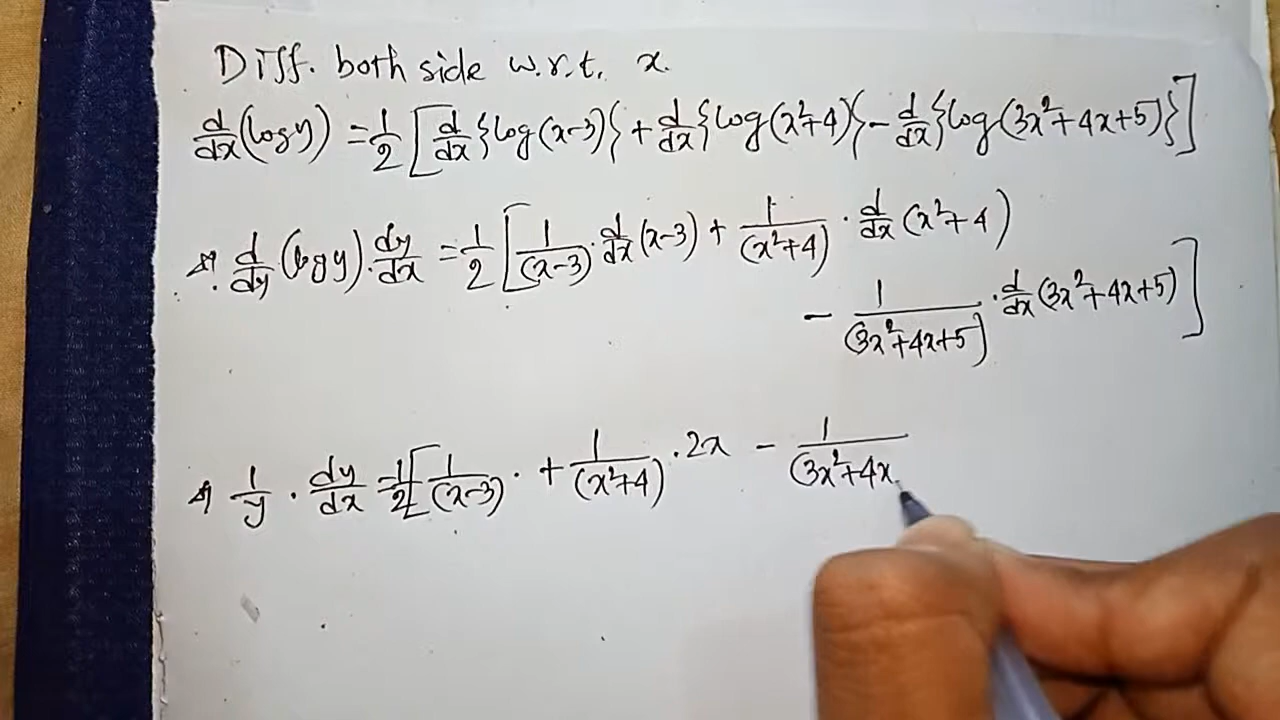 Diff. both side w.r.t. x.
d/dx(log y) = 1/2 [ d/dx {log(x-3)} + d/dx {log(x²+4)} - d/dx {log(3x²+4x+5)} ]
⇒ d/dy (log y) · dy/dx = 1/2 [ 1/(x-3) · d/dx (x-3) + 1/(x²+4) · d/dx (x²+4)
- 1/(3x²+4x+5) · d/dx (3x²+4x+5) ]
⇒ 1/y · dy/dx = 1/2 [ 1/(x-3) · + 1/(x²+4) · 2x - 1/(3x²+4x